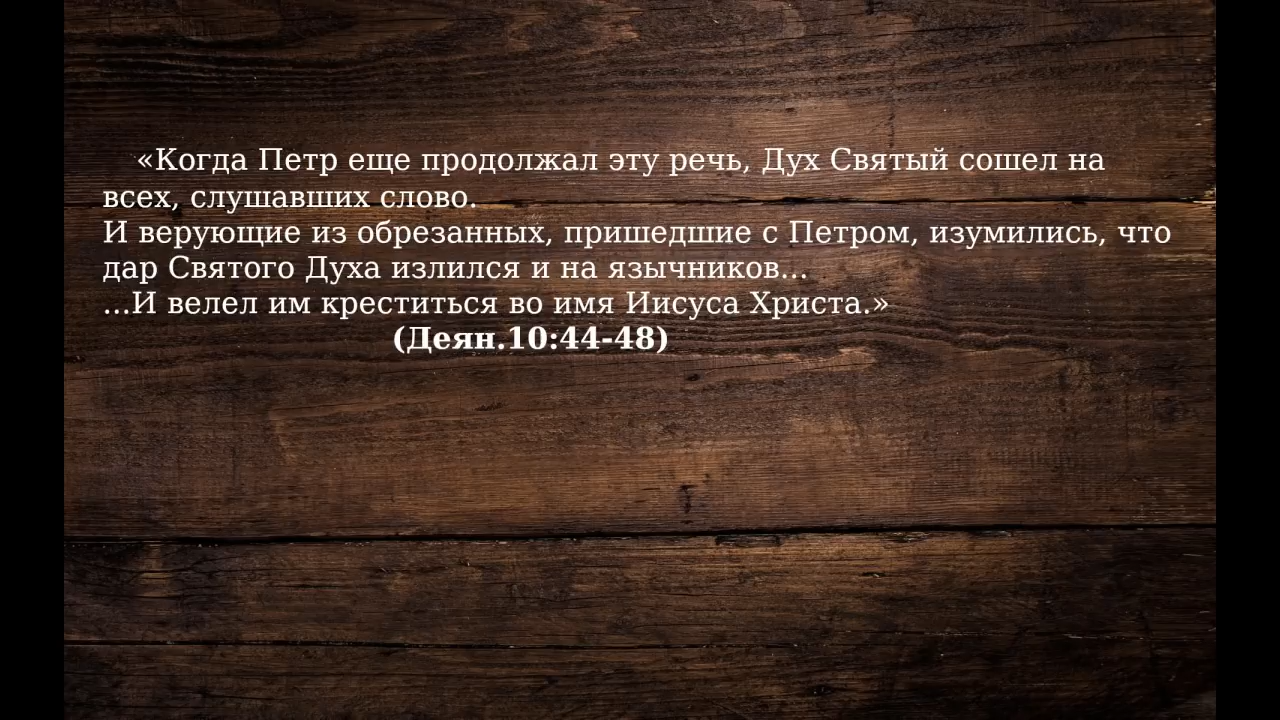 «Когда Петр еще продолжал эту речь, Дух Святый сошел на
всех, слушавших слово.
И верующие из обрезанных, пришедшие с Петром, изумились, что
дар Святого Духа излился и на язычников...
...И велел им креститься во имя Иисуса Христа.»
(Деян.10:44-48)